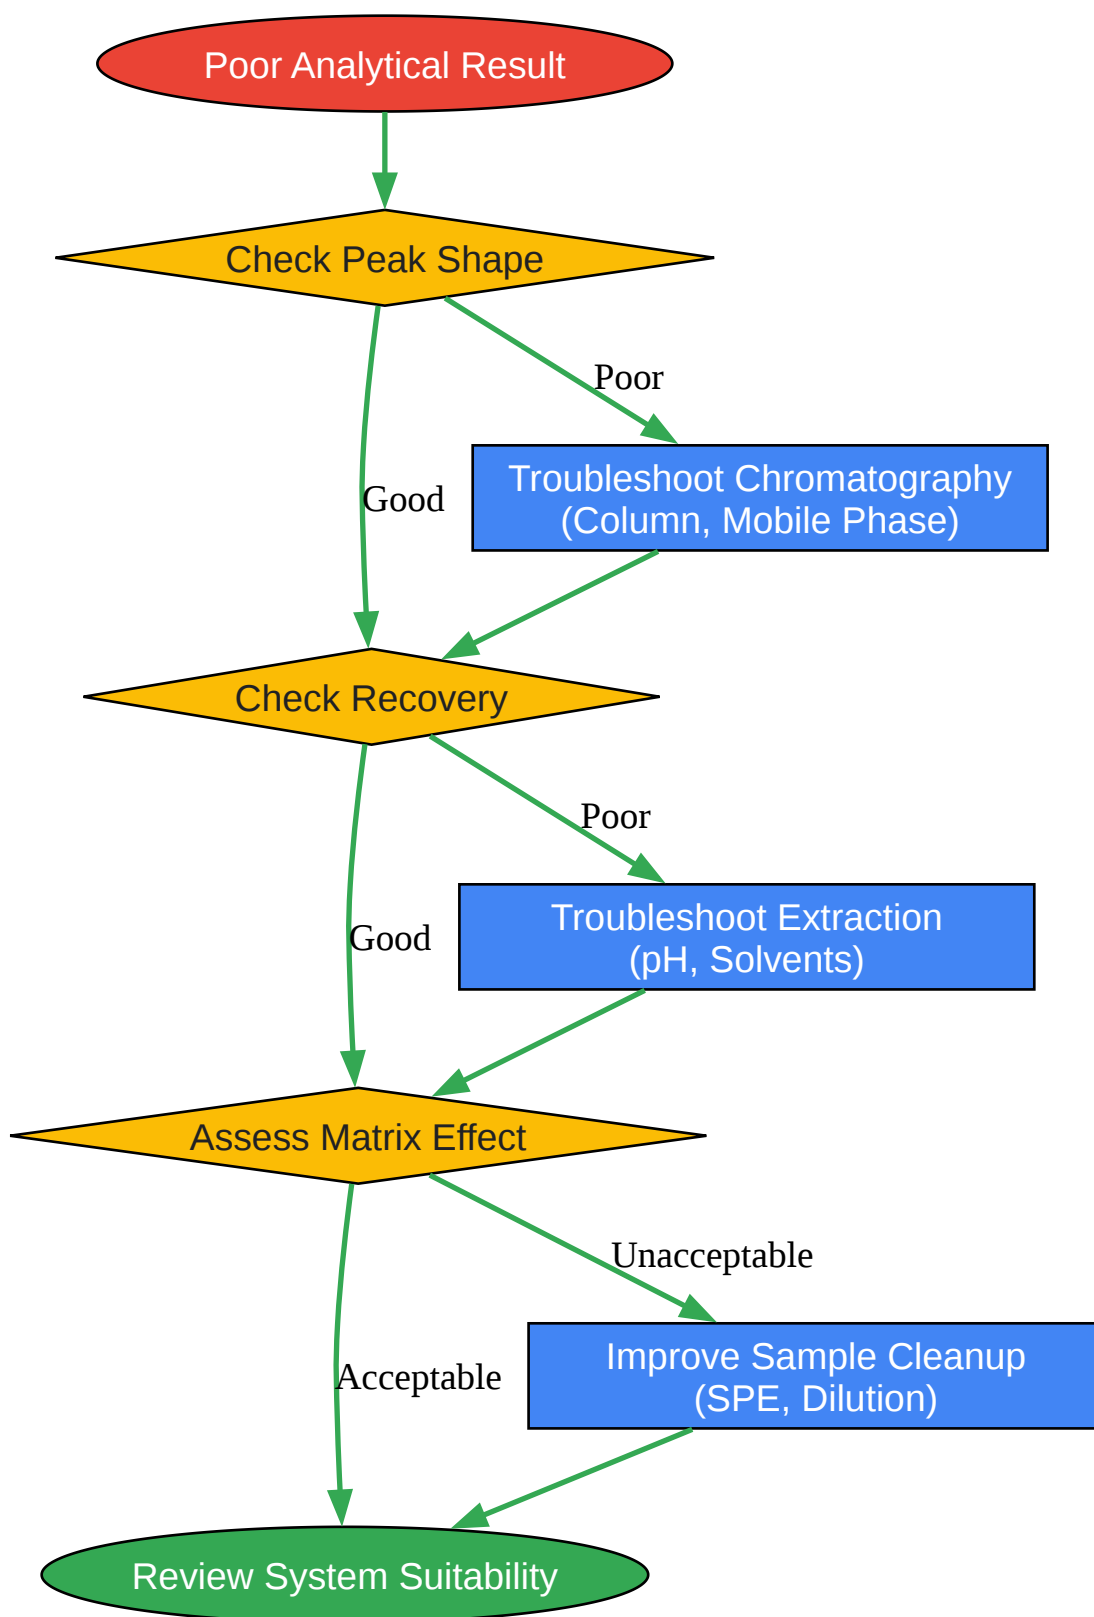 Poor Analytical Result
Check Peak Shape
Poor
Troubleshoot Chromatography
(Column, Mobile Phase)
Good
Check Recovery
Poor
Troubleshoot Extraction
(pH, Solvents)
Good
Assess Matrix Effect
Unacceptable
Improve Sample Cleanup
(SPE, Dilution)
Acceptable
Review System Suitability